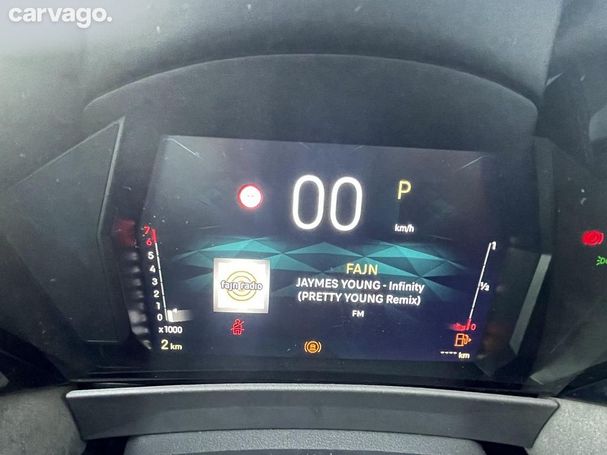 carvago.
00
P
km/h
FAJN
JAYMES YOUNG - Infinity
(PRETTY YOUNG Remix)
FM
fajn radio
7
6
5
4
3
2
1
0
x1000
2 km
1
½
0
---- km